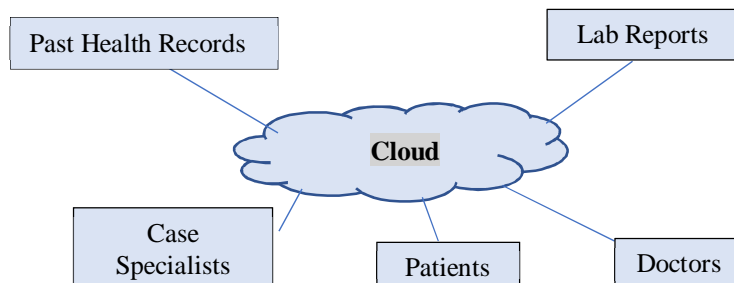 Past Health Records
Lab Reports
Cloud
Case
Specialists
Patients
Doctors